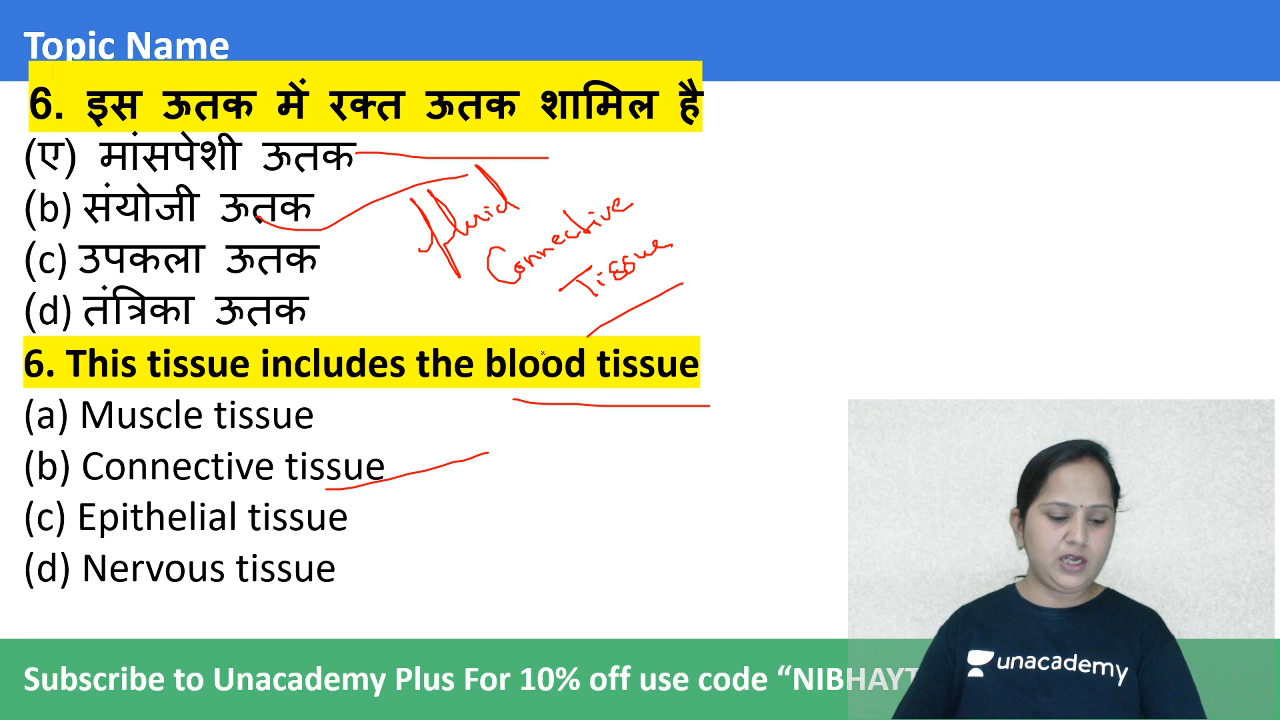 Topic Name
6. इस ऊतक में रक्त ऊतक शामिल है
(ए) मांसपेशी ऊतक
(b) संयोजी ऊतक
(c) उपकला ऊतक
(d) तंत्रिका ऊतक
fluid
Connective
Tissue
6. This tissue includes the blood tissue
(a) Muscle tissue
(b) Connective tissue
(c) Epithelial tissue
(d) Nervous tissue
unacademy
Subscribe to Unacademy Plus For 10% off use code “NIBHAYT